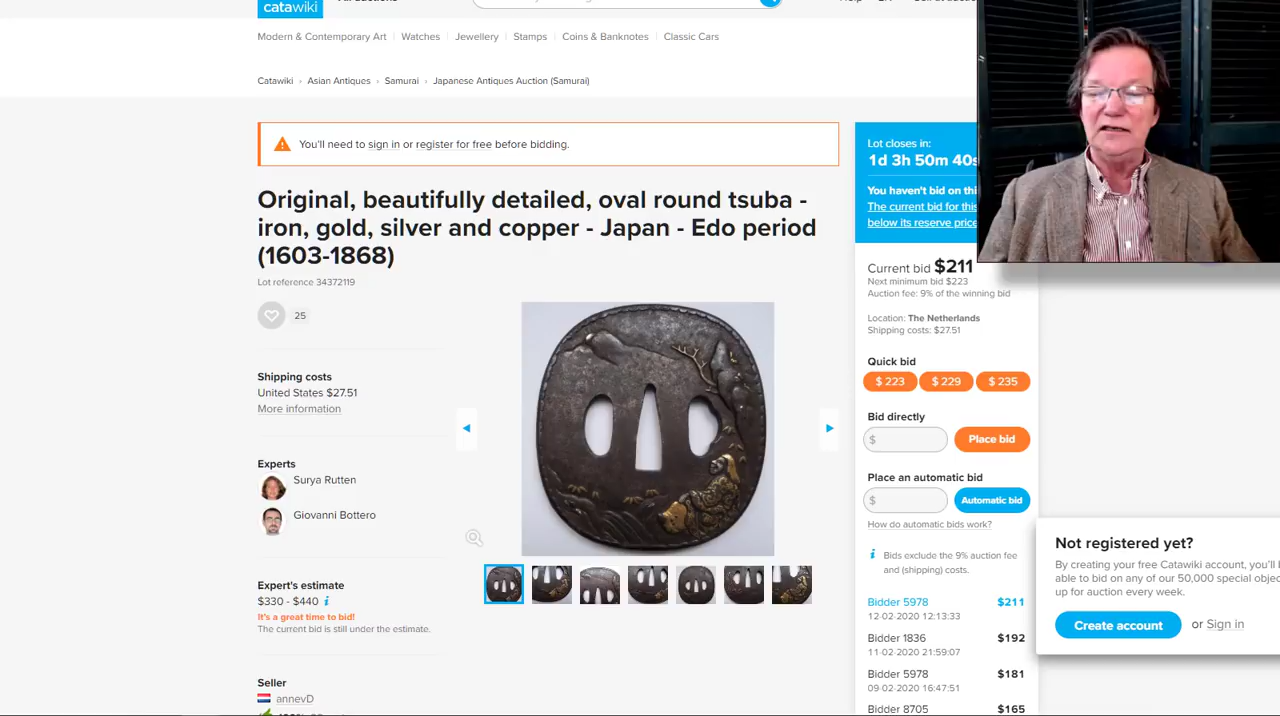 catawiki
Modern & Contemporary Art Watches Jewellery Stamps Coins & Banknotes Classic Cars
Catawiki Asian Antiques Samurai Japanese Antiques Auction (Samurai)
You'll need to sign in or register for free before bidding.
Original, beautifully detailed, oval round tsuba -
iron, gold, silver and copper - Japan - Edo period
(1603-1868)
Lot reference 34372119
25
Shipping costs
United States $27.51
More information
Experts
Surya Rutten
Giovanni Bottero
Expert's estimate
$330 - $440
It's a great time to bid!
The current bid is still under the estimate.
Seller
annevD
Lot closes in:
1d 3h 50m 40s
You haven't bid on
The current bid for this
below its reserve price
Current bid $211
Next minimum bid $223
Auction fee: 9% of the winning bid
Location: The Netherlands
Shipping costs: $27.51
Quick bid
$ 223 $ 229 $ 235
Bid directly
$ Place bid
Place an automatic bid
$ Automatic bid
How do automatic bids work?
Bids exclude the 9% auction fee
and (shipping) costs.
Bidder 5978 $211
12-02-2020 12:13:33
Bidder 1836 $192
11-02-2020 21:59:07
Bidder 5978 $181
09-02-2020 16:47:51
Bidder 8705 $165
Not registered yet?
By creating your free Catawiki account, you'll
able to bid on any of our 50,000 special
up for auction every week.
Create account or Sign in